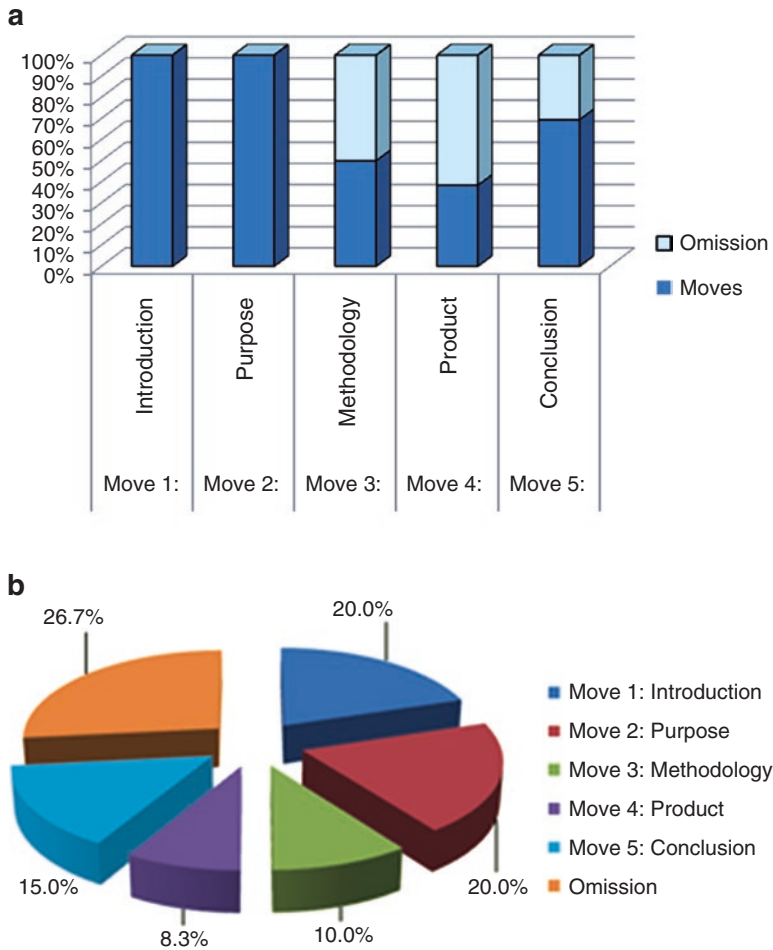 a
100%
90%
80%
70%
60%
50%
40%
30%
20%
10%
0%
Omission
Moves
Introduction
Purpose
Methodology
Product
Conclusion
Move 1:
Move 2:
Move 3:
Move 4:
Move 5:
b
26.7%
20.0%
Move 1: Introduction
Move 2: Purpose
Move 3: Methodology
Move 4: Product
Move 5: Conclusion
Omission
15.0%
8.3%
10.0%
20.0%